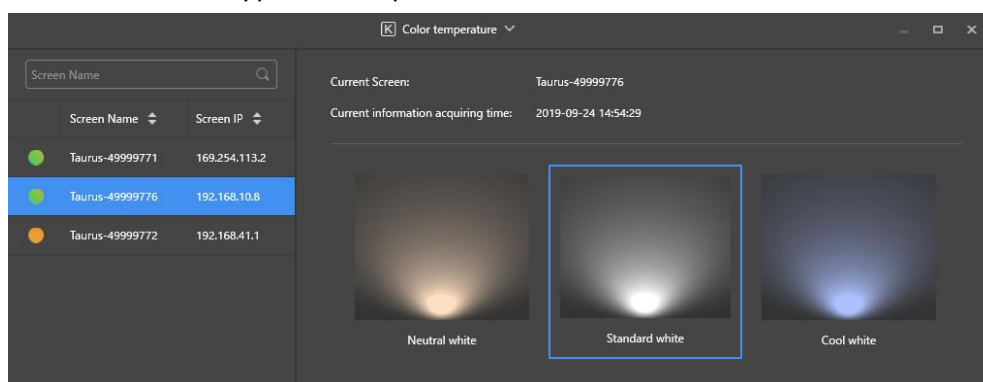 K Color temperature
Screen Name
Screen Name Screen IP
Taurus-49999771 169.254.113.2
Taurus-49999776 192.168.10.8
Taurus-49999772 192.168.41.1
Current Screen: Taurus-49999776
Current information acquiring time: 2019-09-24 14:54:29
Neutral white
Standard white
Cool white